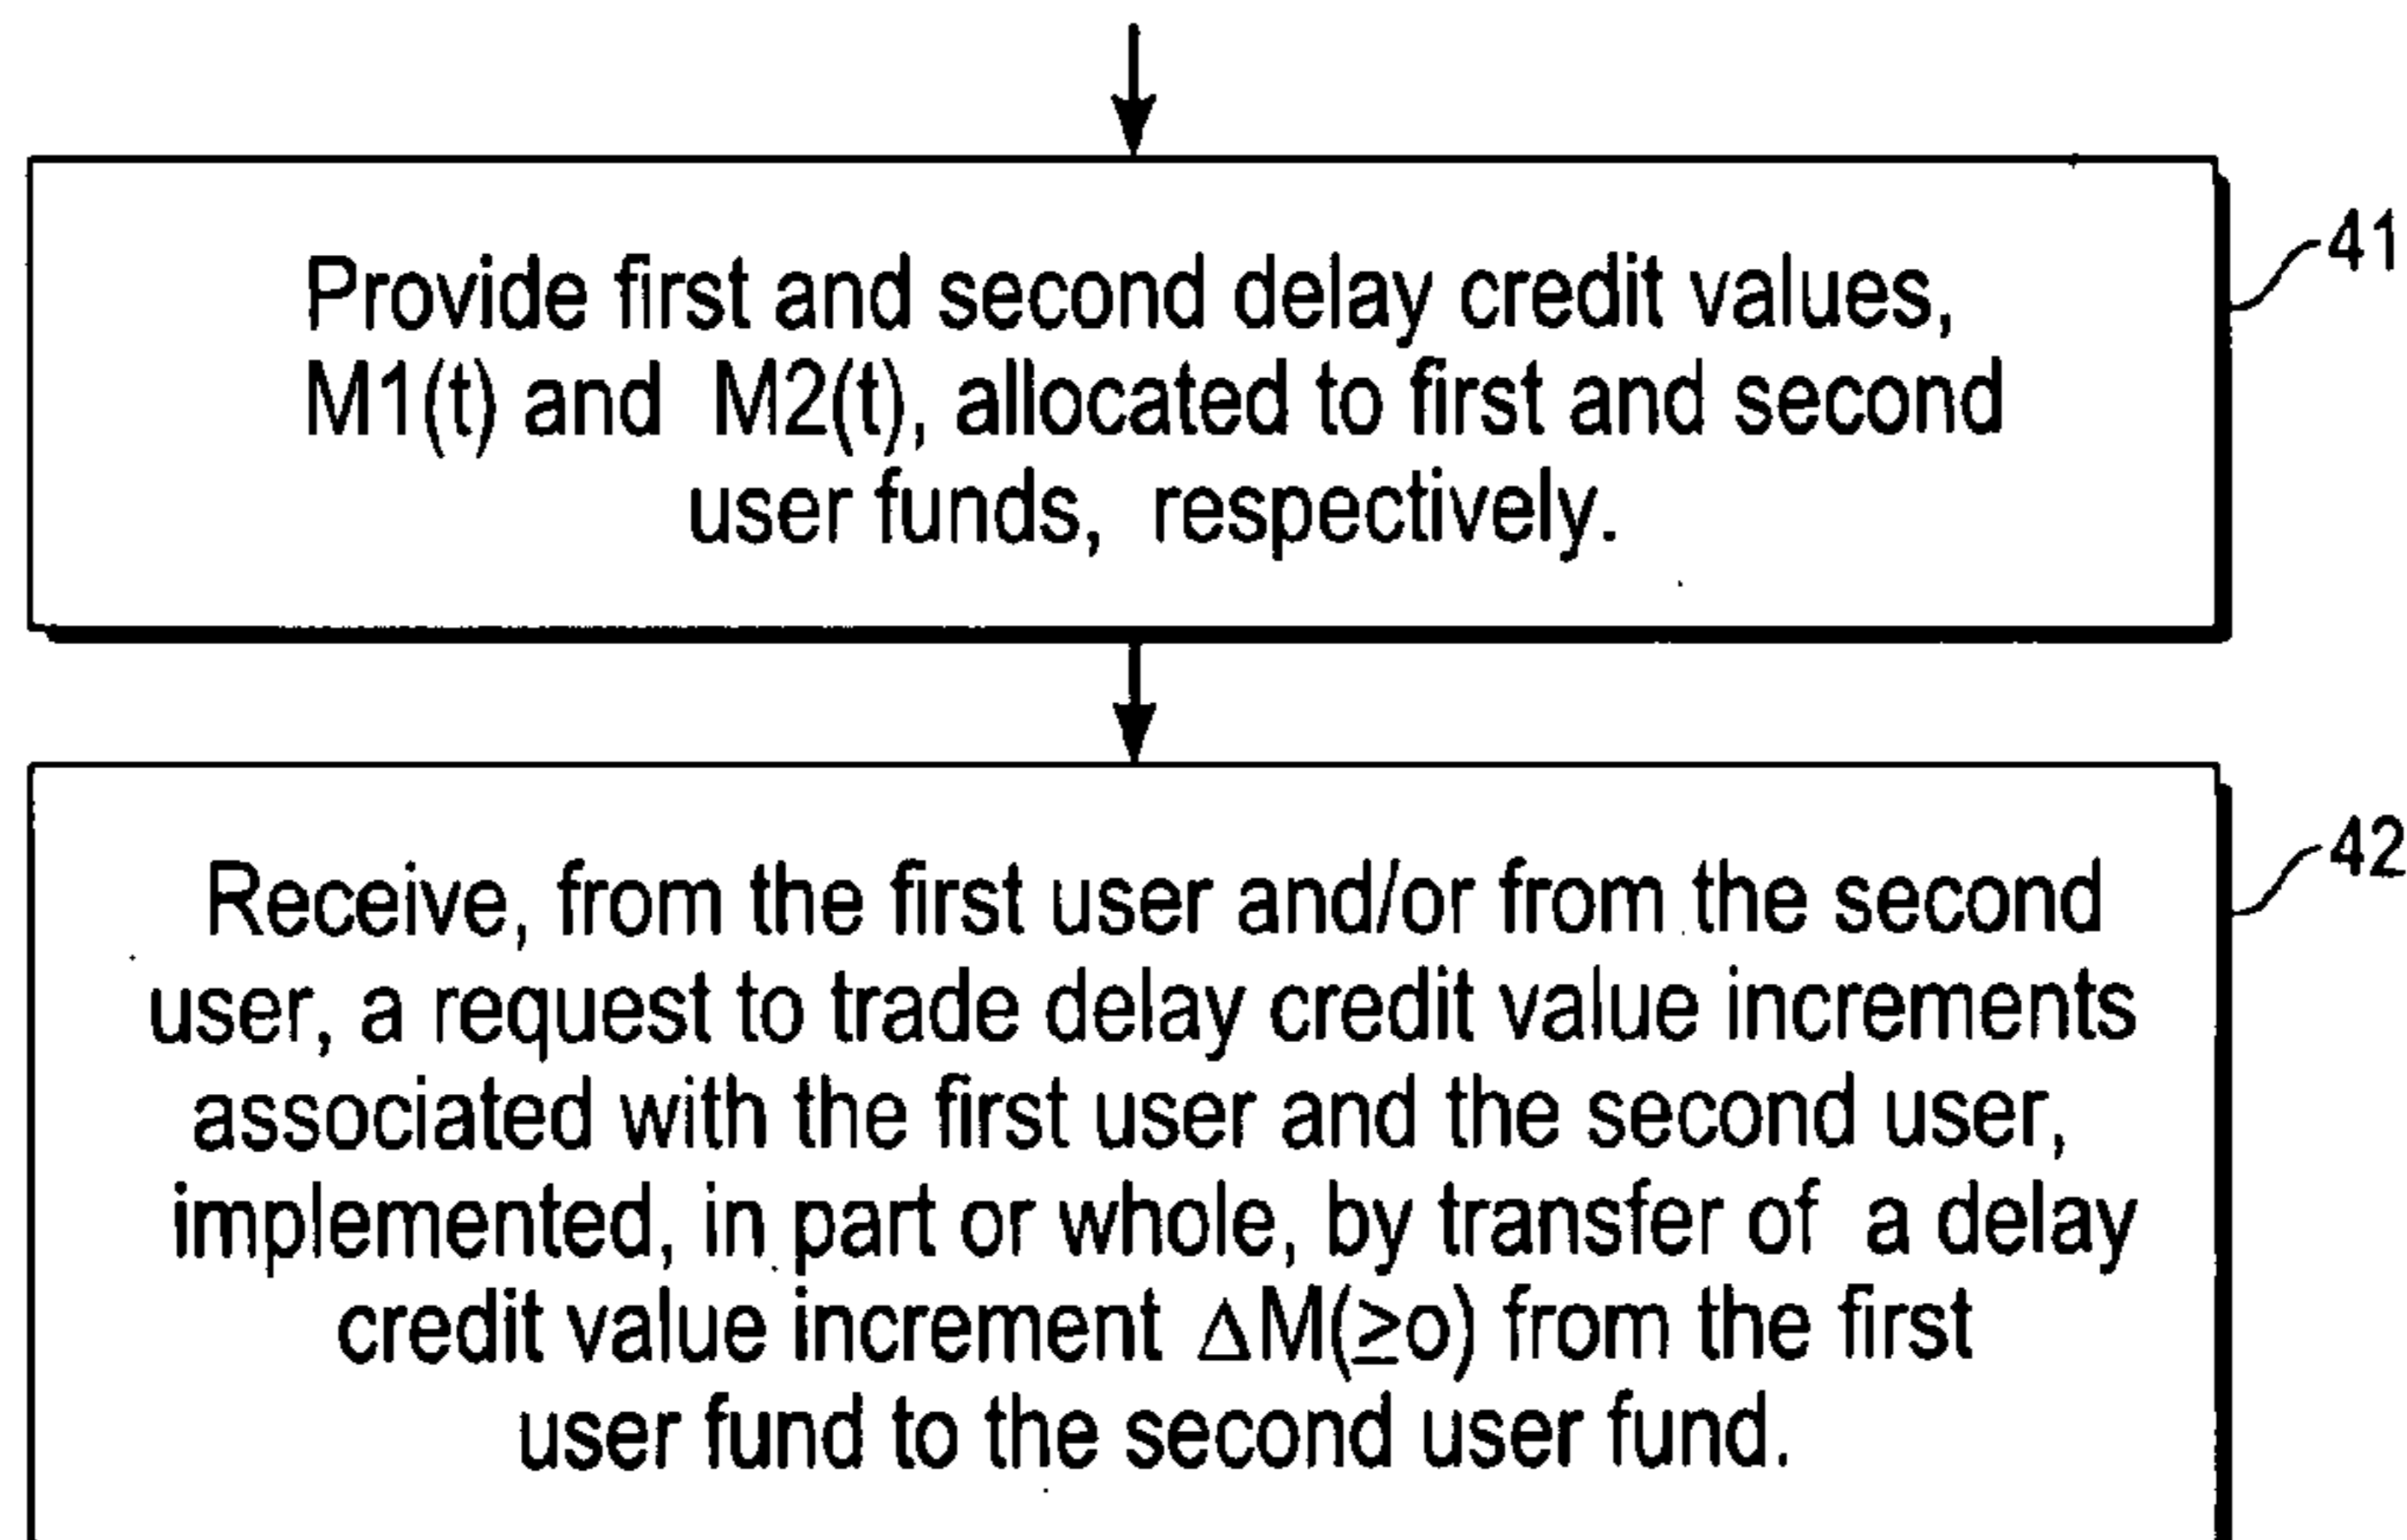 Provide first and second delay credit values,
41
M1(t) and M2(t), allocated to first and second
user funds, respectively.
Receive, from the first user and/or from the second
42
user, a request to trade delay credit value increments
associated with the first user and the second user,
implemented, in part or whole, by transfer of a delay
credit value increment ΔM(≥o) from the first
user fund to the second user fund.